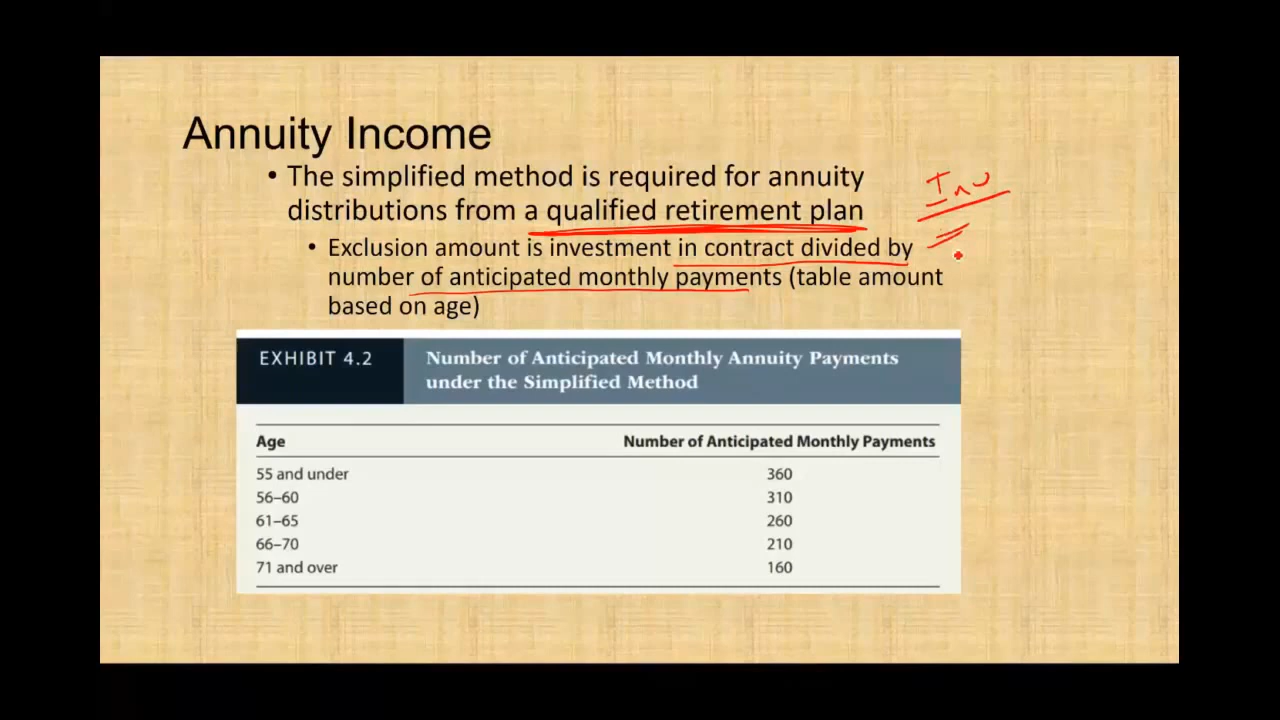 Annuity Income
• The simplified method is required for annuity
distributions from a qualified retirement plan
• Exclusion amount is investment in contract divided by
number of anticipated monthly payments (table amount
based on age)
Inv
EXHIBIT 4.2
Number of Anticipated Monthly Annuity Payments
under the Simplified Method
Age Number of Anticipated Monthly Payments
55 and under 360
56–60 310
61–65 260
66–70 210
71 and over 160